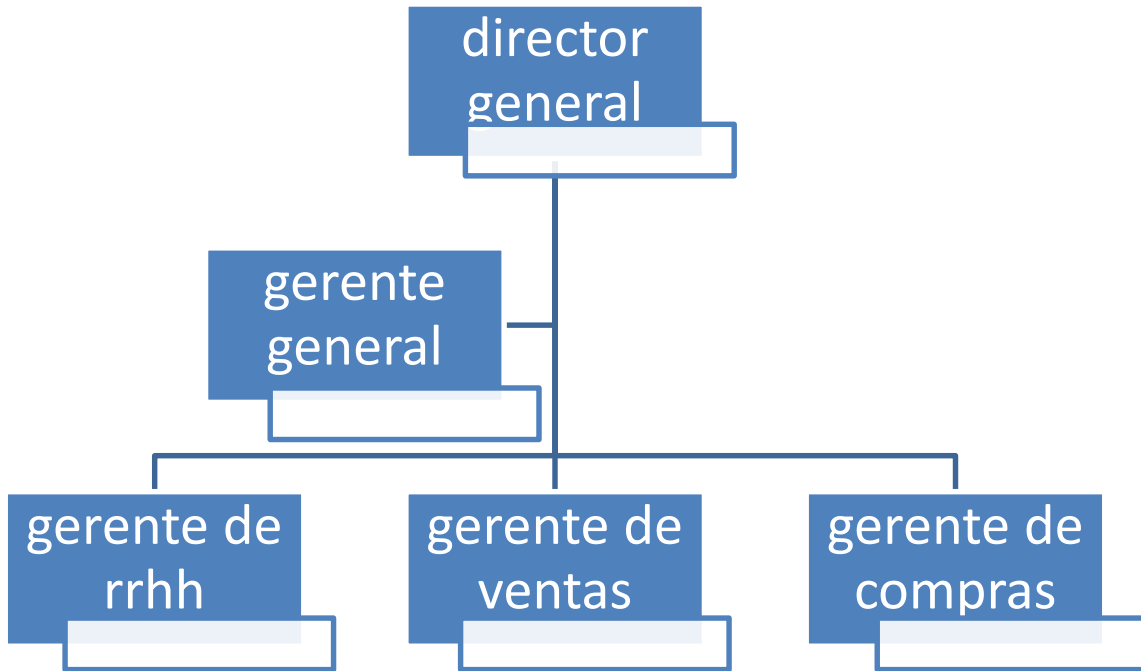 director
general
gerente
general
gerente de
rrhh
gerente de
ventas
gerente de
compras